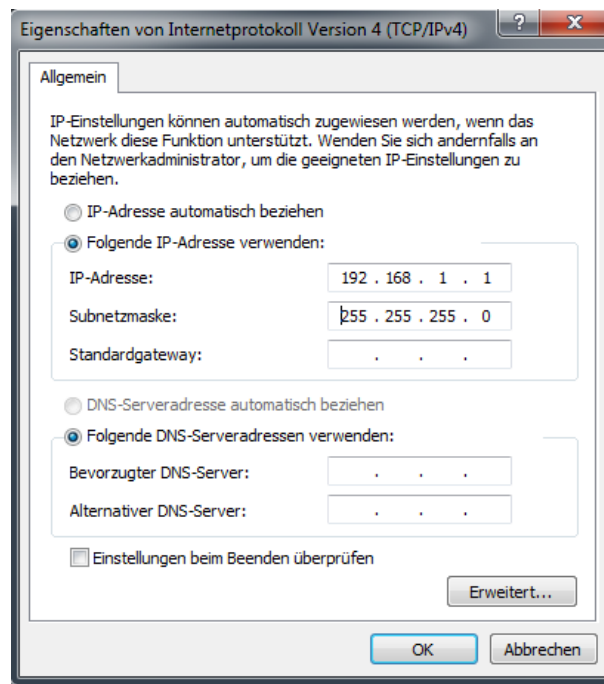 Eigenschaften von Internetprotokoll Version 4 (TCP/IPv4)
?
x
Allgemein
IP-Einstellungen können automatisch zugewiesen werden, wenn das
Netzwerk diese Funktion unterstützt. Wenden Sie sich andernfalls an
den Netzwerkadministrator, um die geeigneten IP-Einstellungen zu
beziehen.
IP-Adresse automatisch beziehen
Folgende IP-Adresse verwenden:
IP-Adresse: 192 . 168 . 1 . 1
Subnetzmaske: 255 . 255 . 255 . 0
Standardgateway: . . .
DNS-Serveradresse automatisch beziehen
Folgende DNS-Serveradressen verwenden:
Bevorzugter DNS-Server: . . .
Alternativer DNS-Server: . . .
Einstellungen beim Beenden überprüfen
Erweitert...
OK Abbrechen